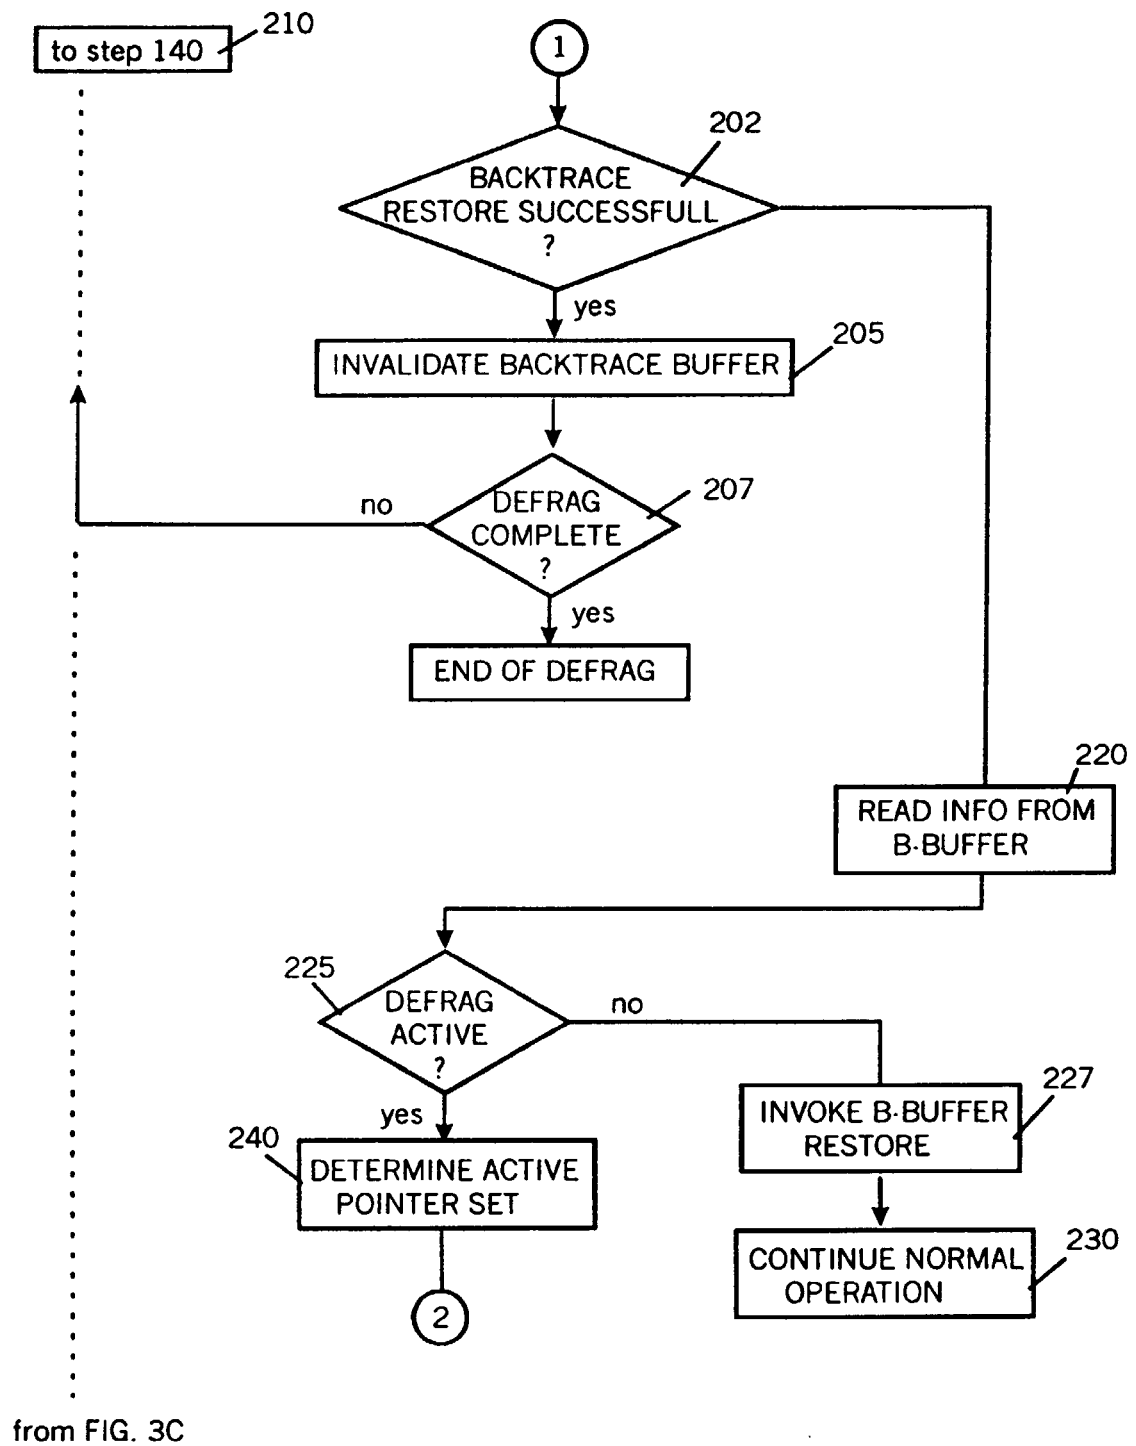 to step 140
210
1
202
BACKTRACE
RESTORE SUCCESSFULL
?
yes
205
INVALIDATE BACKTRACE BUFFER
207
no
DEFRAG
COMPLETE
?
yes
END OF DEFRAG
220
READ INFO FROM
B-BUFFER
225
DEFRAG
ACTIVE
?
no
yes
227
INVOKE B-BUFFER
RESTORE
240
DETERMINE ACTIVE
POINTER SET
230
CONTINUE NORMAL
OPERATION
2
from FIG. 3C